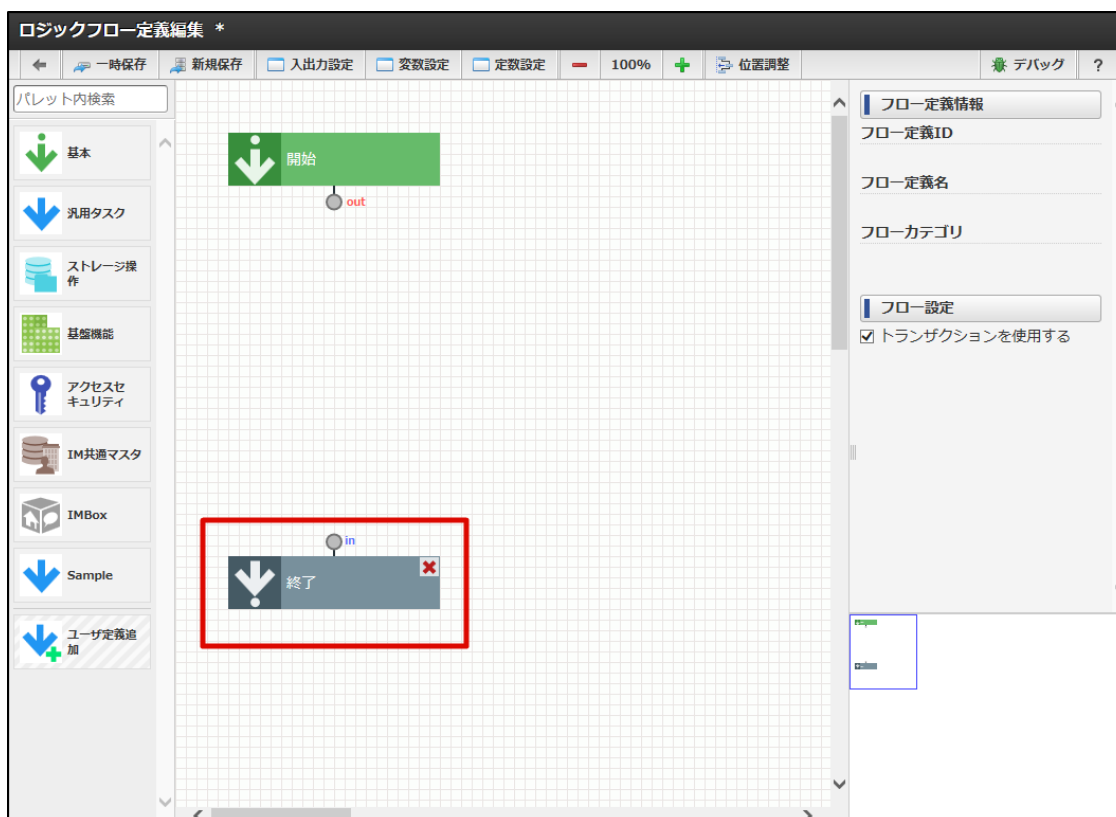 ロジックフロー定義編集 *
一時保存 新規保存 入出力設定 変数設定 定数設定 100% 位置調整 デバッグ ?
パレット内検索
基本
汎用タスク
ストレージ操
作
基盤機能
アクセスセ
キュリティ
IM共通マスタ
IMBox
Sample
ユーザ定義追
加
開始
out
in
終了
フロー定義情報
フロー定義ID
フロー定義名
フローカテゴリ
フロー設定
トランザクションを使用する